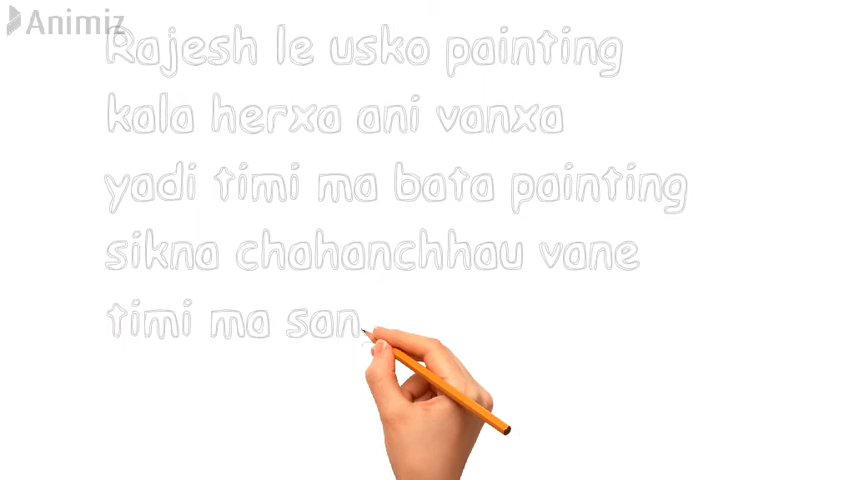 Animiz
Rajesh le usko painting
kala herxa ani vanxa
yadi timi ma bata painting
sikna chahanchhau vane
timi ma san